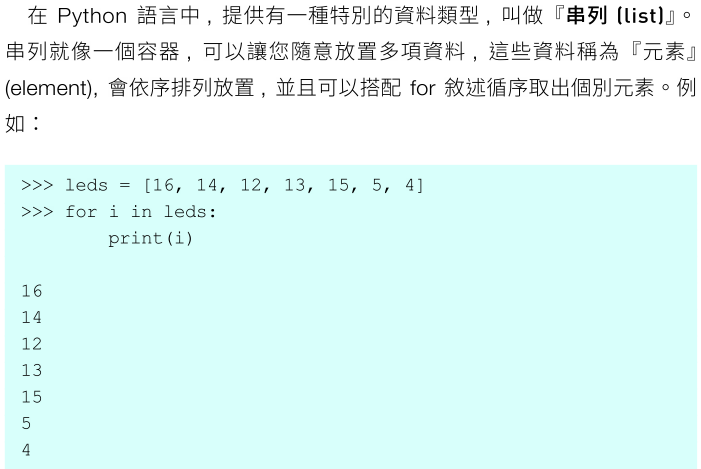 在 Python 語言中，提供有一種特別的資料類型，叫做『串列 (list)』。
串列就像一個容器，可以讓您隨意放置多項資料，這些資料稱為『元素』
(element), 會依序排列放置，並且可以搭配 for 敘述循序取出個別元素。例
如：
>>> leds = [16, 14, 12, 13, 15, 5, 4]
>>> for i in leds:
        print(i)
16
14
12
13
15
5
4